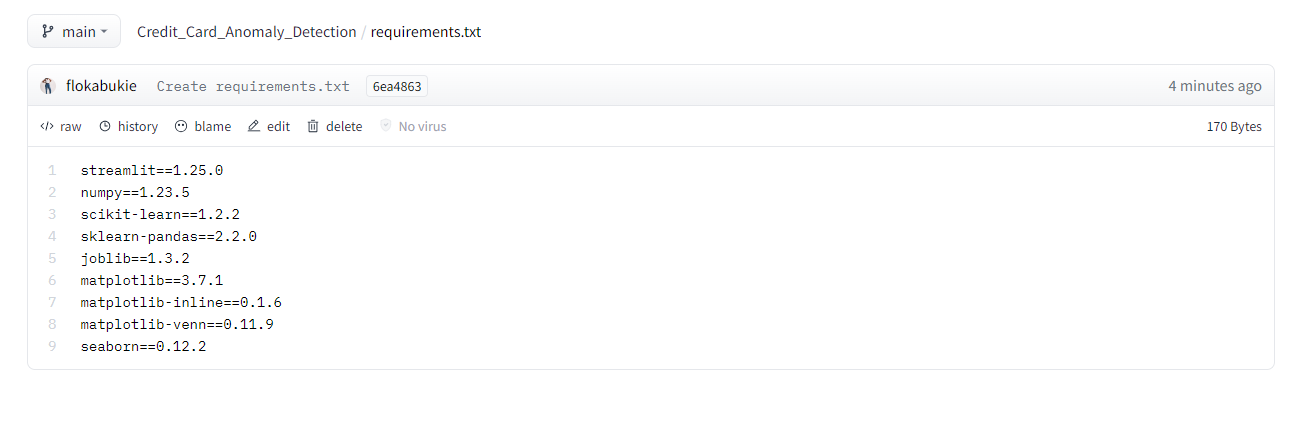 main Credit_Card_Anomaly_Detection / requirements.txt
flokabukie Create requirements.txt 6ea4863 4 minutes ago
</> raw history blame edit delete No virus 170 Bytes
1 streamlit==1.25.0
2 numpy==1.23.5
3 scikit-learn==1.2.2
4 sklearn-pandas==2.2.0
5 joblib==1.3.2
6 matplotlib==3.7.1
7 matplotlib-inline==0.1.6
8 matplotlib-venn==0.11.9
9 seaborn==0.12.2